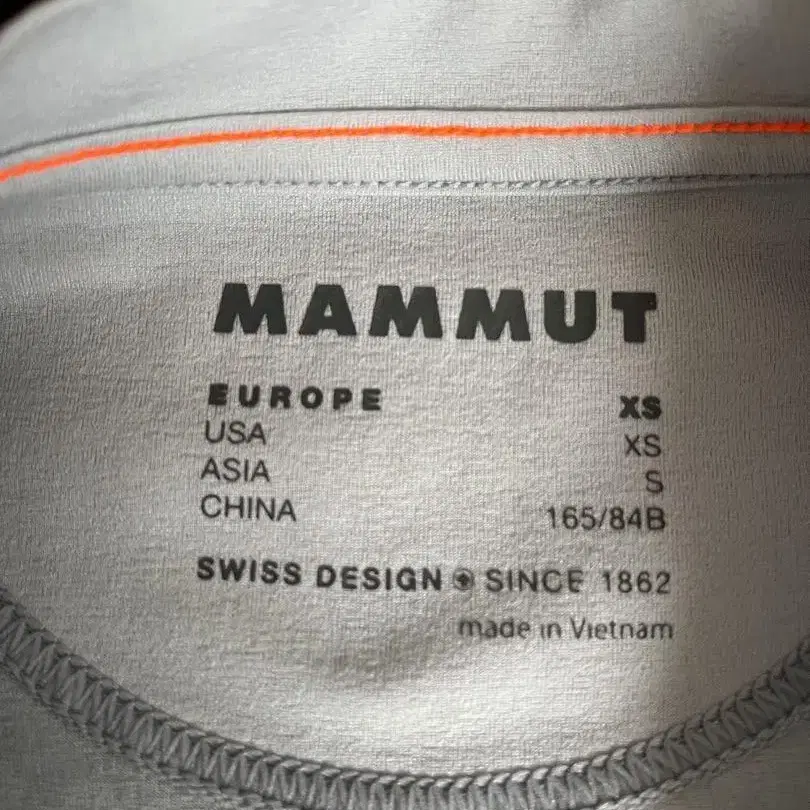 MAMMUT
EUROPE XS
USA XS
ASIA S
CHINA 165/84B
SWISS DESIGN SINCE 1862
made in Vietnam